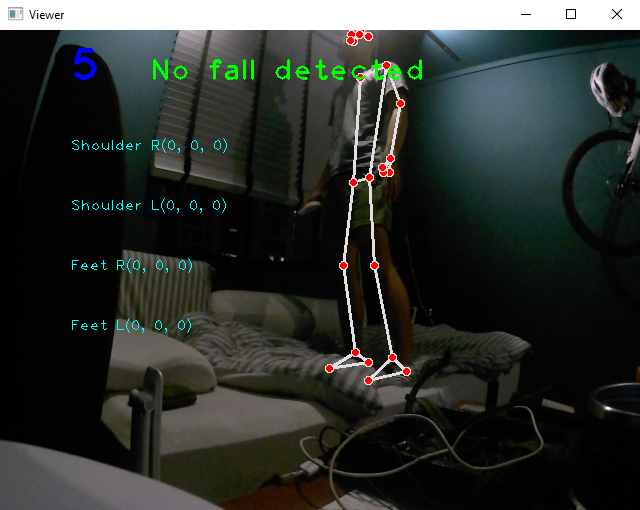 Viewer
5 No fall detected
Shoulder R(0, 0, 0)
Shoulder L(0, 0, 0)
Feet R(0, 0, 0)
Feet L(0, 0, 0)